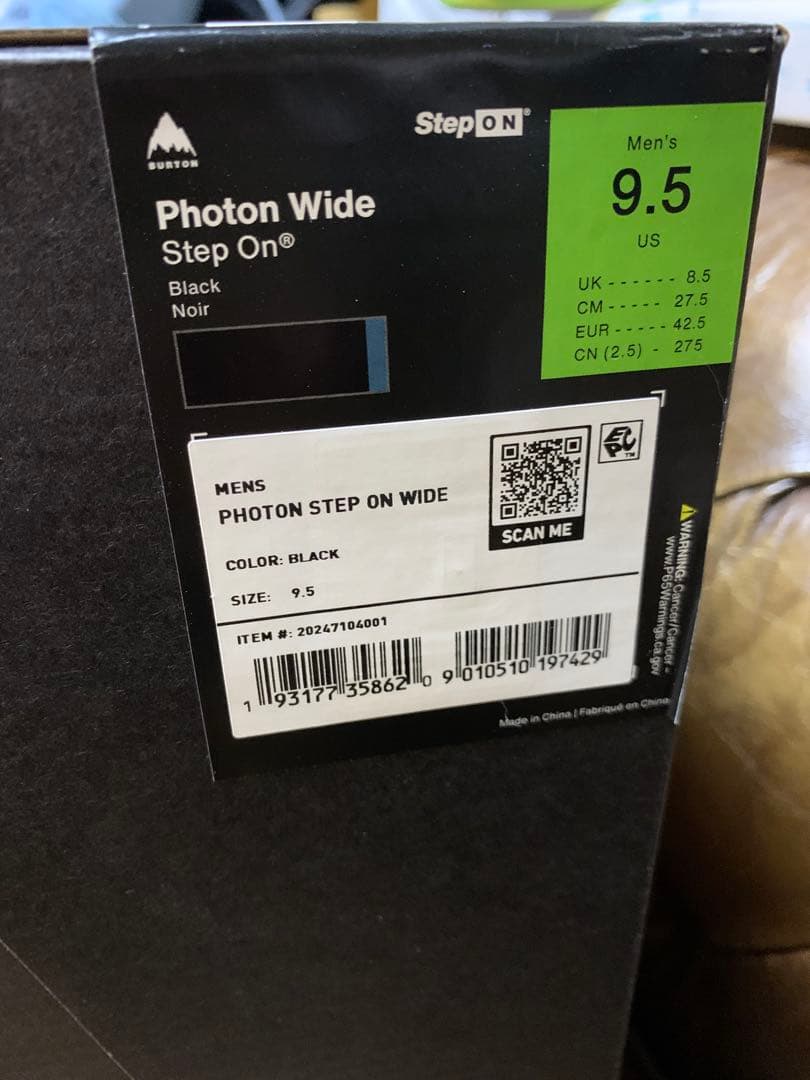 BURTON
StepON®
Photon Wide
Step On®
Black
Noir
Men's
9.5
US
UK - - - - - - 8.5
CM - - - - - 27.5
EUR - - - - - 42.5
CN (2.5) - 275
MENS
PHOTON STEP ON WIDE
COLOR: BLACK
SIZE: 9.5
SCAN ME
EPC™
ITEM #: 20247104001
1 93177 35862 0
9 010510 197429
WARNING: Cancer/Cáncer -
www.P65Warnings.ca.gov
Made in China | Fabriqué en Chine